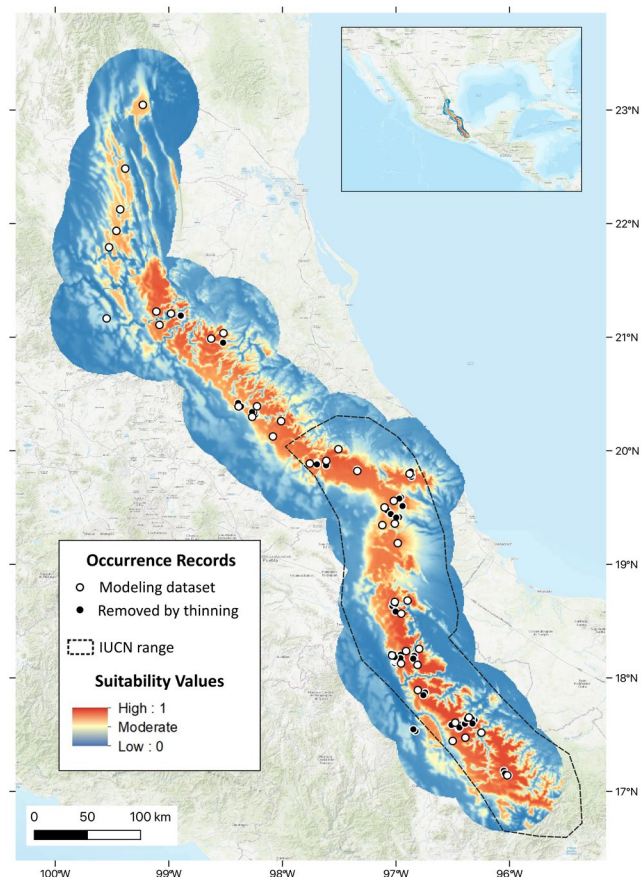 23°N
22°N
21°N
20°N
19°N
18°N
17°N
Occurrence Records
Modeling dataset
Removed by thinning
IUCN range
Suitability Values
High : 1
Moderate
Low : 0
0 50 100 km
100°W 99°W 98°W 97°W 96°W